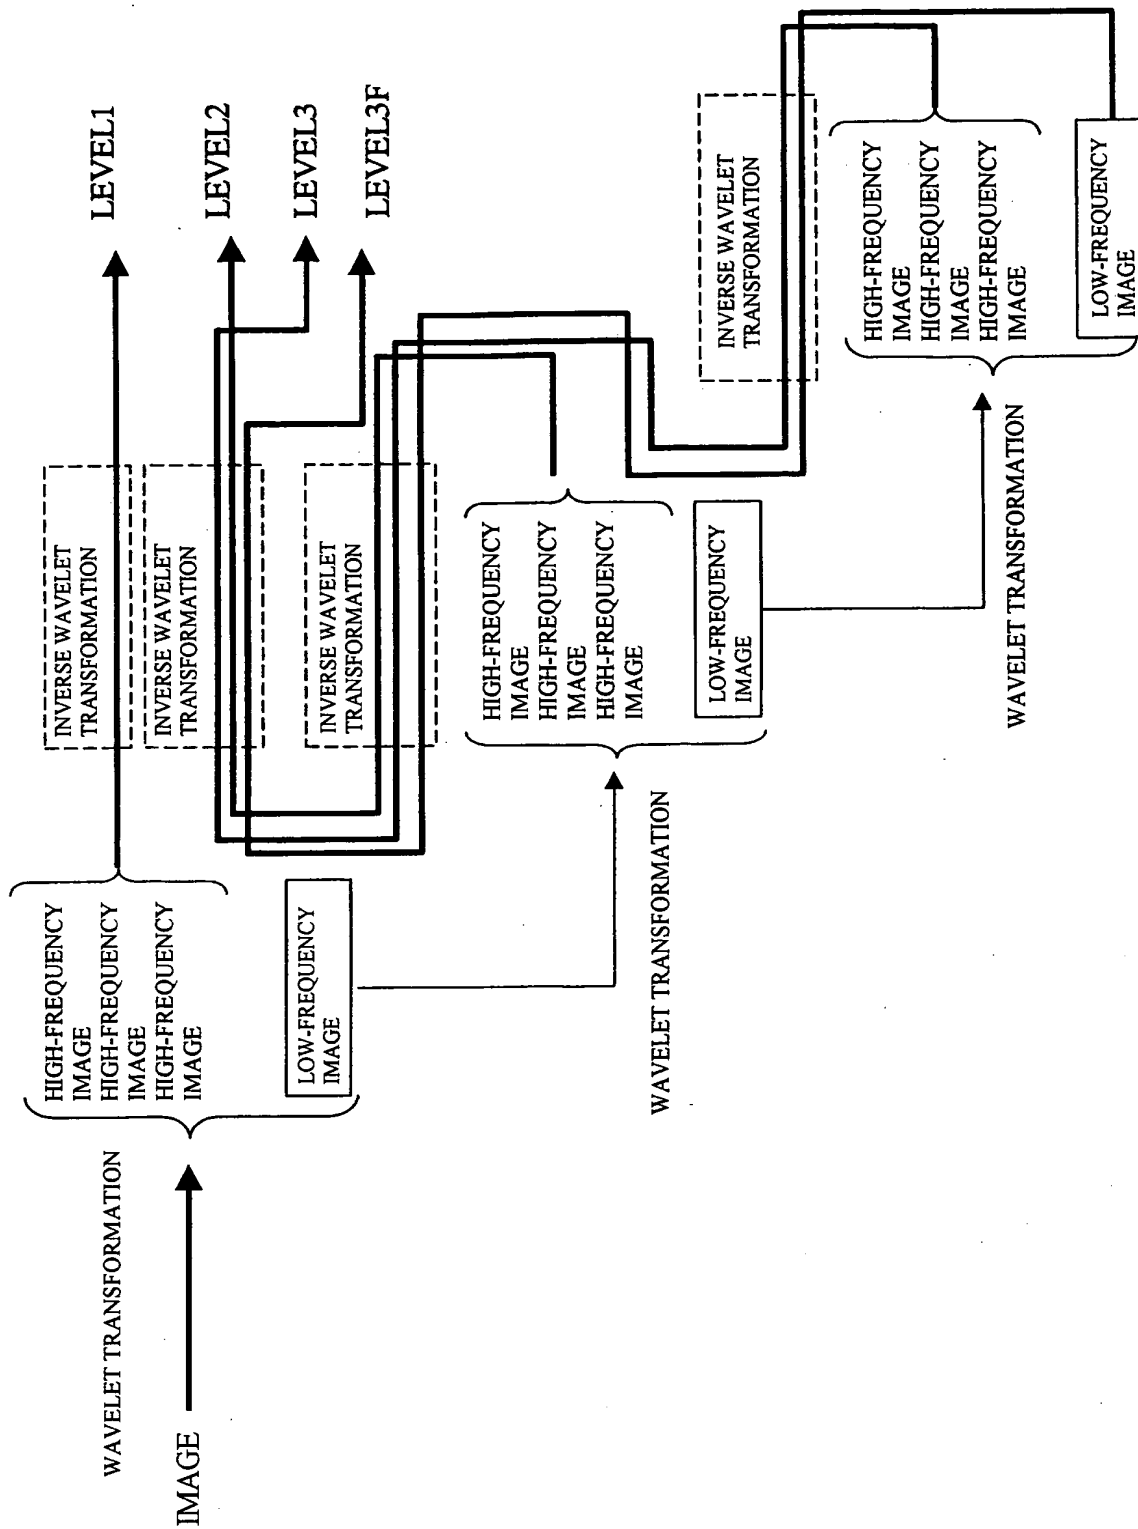 IMAGE
WAVELET TRANSFORMATION
HIGH-FREQUENCY
IMAGE
HIGH-FREQUENCY
IMAGE
HIGH-FREQUENCY
IMAGE
LOW-FREQUENCY
IMAGE
INVERSE WAVELET
TRANSFORMATION
LEVEL1
INVERSE WAVELET
TRANSFORMATION
LEVEL2
LEVEL3
INVERSE WAVELET
TRANSFORMATION
LEVEL3F
WAVELET TRANSFORMATION
HIGH-FREQUENCY
IMAGE
HIGH-FREQUENCY
IMAGE
HIGH-FREQUENCY
IMAGE
LOW-FREQUENCY
IMAGE
INVERSE WAVELET
TRANSFORMATION
WAVELET TRANSFORMATION
HIGH-FREQUENCY
IMAGE
HIGH-FREQUENCY
IMAGE
HIGH-FREQUENCY
IMAGE
LOW-FREQUENCY
IMAGE